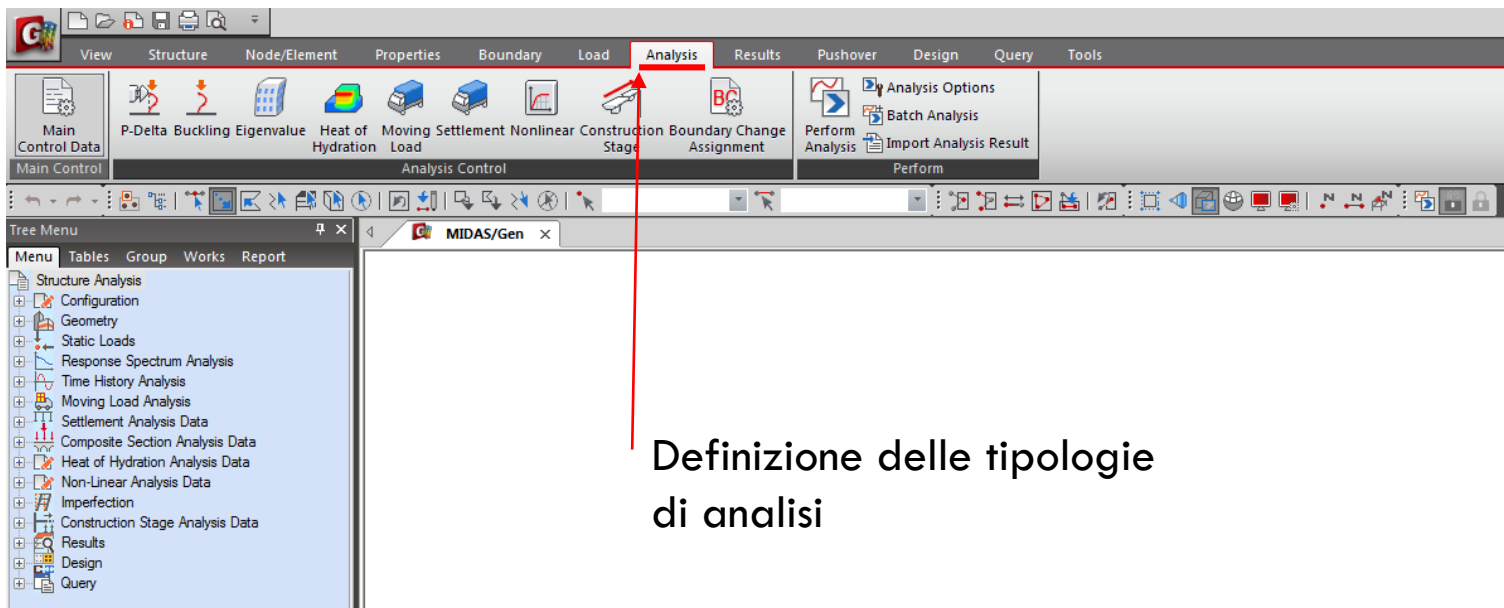 View Structure Node/Element Properties Boundary Load Analysis Results Pushover Design Query Tools
Main
Control Data
P-Delta Buckling Eigenvalue Heat of
Hydration
Moving
Load
Settlement Nonlinear Construction
Stage
Boundary Change
Assignment
Perform
Analysis
Analysis Options
Batch Analysis
Import Analysis Result
Main Control Analysis Control Perform
Tree Menu
MIDAS/Gen
Menu Tables Group Works Report
Structure Analysis
Configuration
Geometry
Static Loads
Response Spectrum Analysis
Time History Analysis
Moving Load Analysis
Settlement Analysis Data
Composite Section Analysis Data
Heat of Hydration Analysis Data
Non-Linear Analysis Data
Imperfection
Construction Stage Analysis Data
Results
Design
Query
Definizione delle tipologie
di analisi